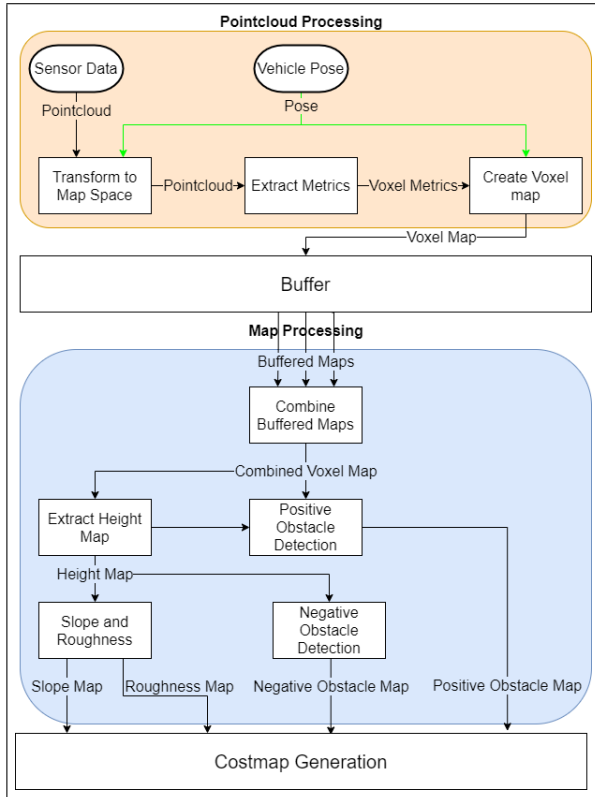 Pointcloud Processing
Sensor Data
Vehicle Pose
Pointcloud
Pose
Transform to
Map Space
Pointcloud
Extract Metrics
Voxel Metrics
Create Voxel
map
Voxel Map
Buffer
Map Processing
Buffered Maps
Combine
Buffered Maps
Combined Voxel Map
Extract Height
Map
Positive
Obstacle
Detection
Height Map
Slope and
Roughness
Negative
Obstacle
Detection
Slope Map
Roughness Map
Negative Obstacle Map
Positive Obstacle Map
Costmap Generation